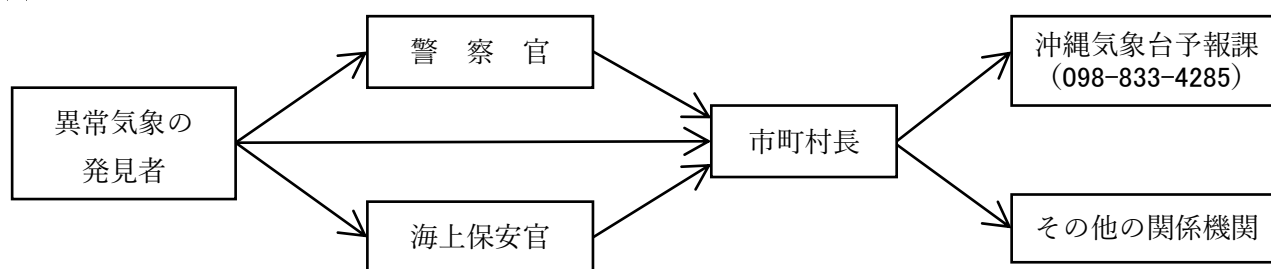 警 察 官
沖縄気象台予報課
(098-833-4285)
異常気象の
発見者
市町村長
海上保安官
その他の関係機関